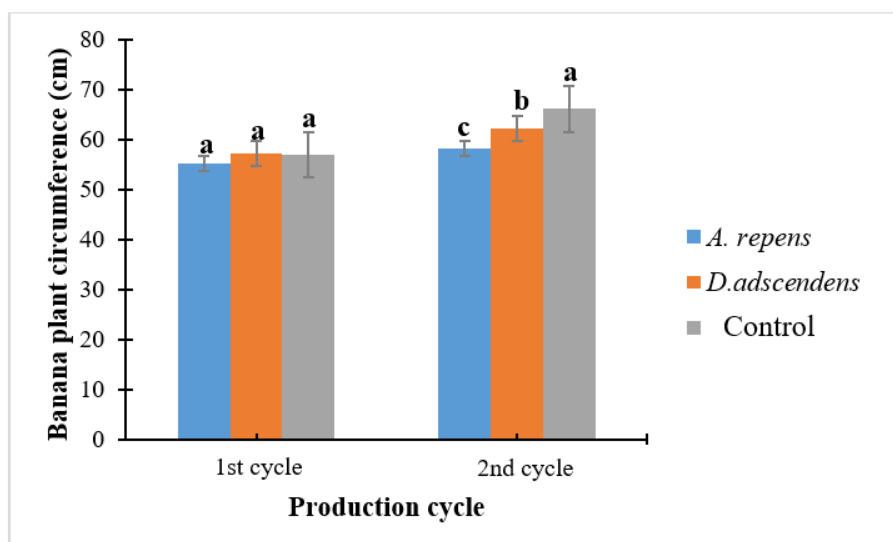 Banana plant circumference (cm)
80
70
60
50
40
30
20
10
0
a a a
c b a
1st cycle 2nd cycle
Production cycle
A. repens
D.adscendens
Control